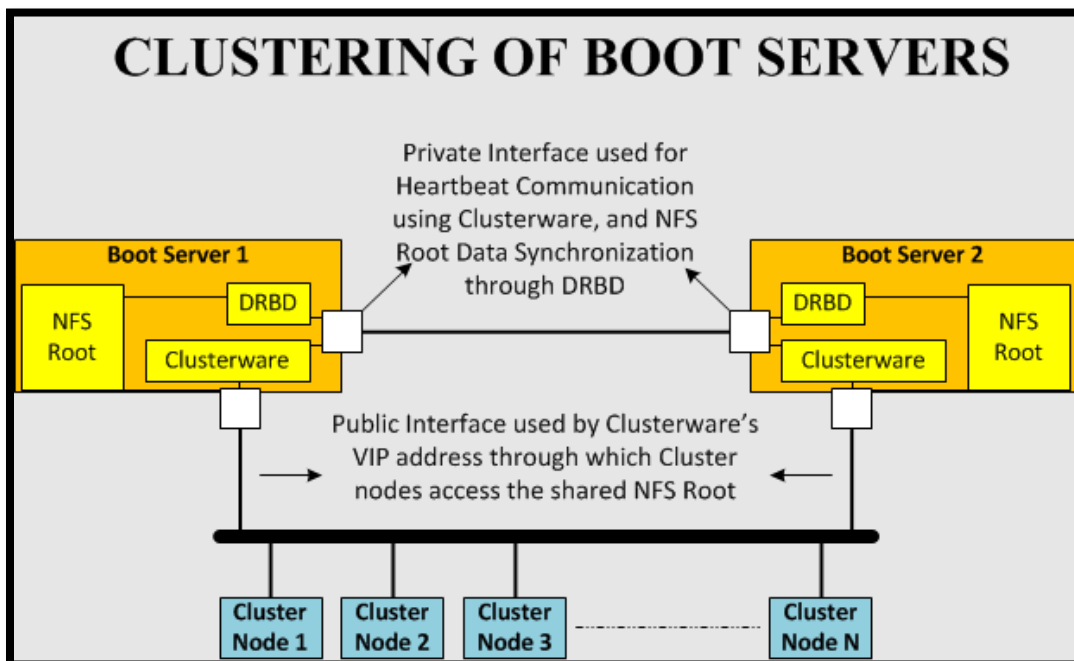 CLUSTERING OF BOOT SERVERS
Private Interface used for
Heartbeat Communication
using Clusterware, and NFS
Root Data Synchronization
through DRBD
Boot Server 1
DRBD
NFS
Root
Clusterware
Boot Server 2
DRBD
NFS
Root
Clusterware
Public Interface used by Clusterware's
VIP address through which Cluster
nodes access the shared NFS Root
Cluster
Node 1
Cluster
Node 2
Cluster
Node 3
Cluster
Node N